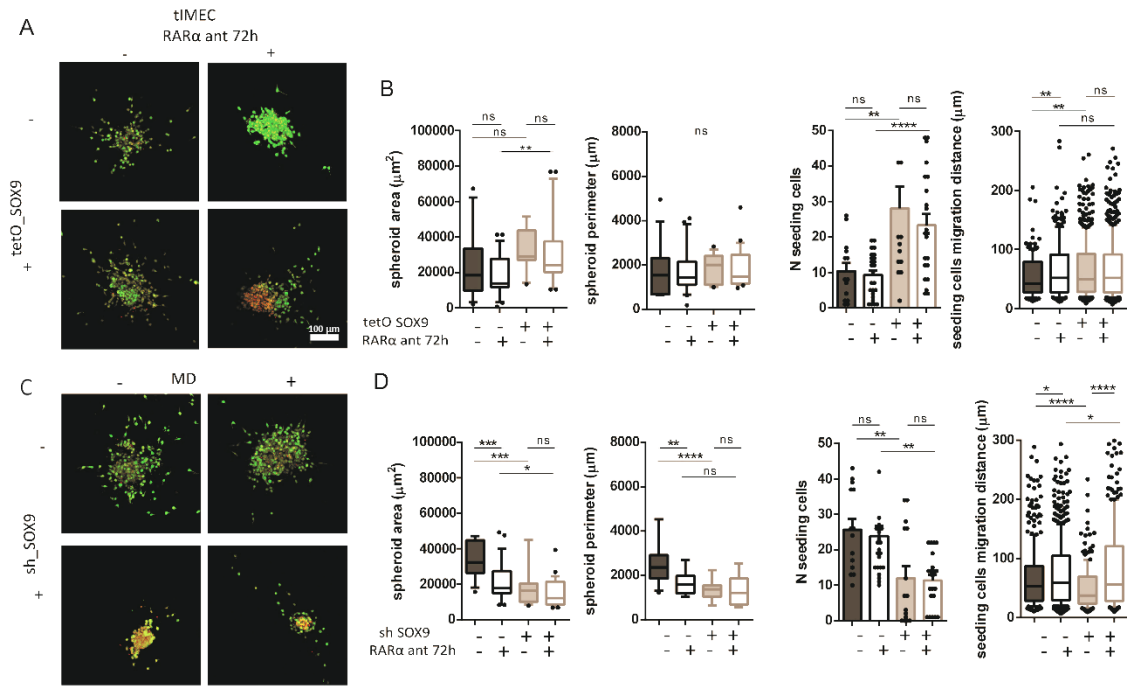 A
tIMEC
RARα ant 72h
- +
-
+
tetO_SOX9
100 µm
B
ns ns
ns
**
100000
80000
60000
40000
20000
0
spheroid area (µm²)
tetO SOX9 - - + +
RARα ant 72h - + - +
ns
8000
6000
4000
2000
0
spheroid perimeter (µm)
- - + +
- + - +
ns ns
**
****
50
40
30
20
10
0
N seeding cells
- - + +
- + - +
** ns
**
ns
300
200
100
0
seeding cells migration distance (µm)
- - + +
- + - +
C
MD
- +
-
+
sh_SOX9
D
*** ns
***
*
100000
80000
60000
40000
20000
0
spheroid area (µm²)
sh SOX9 - - + +
RARα ant 72h - + - +
** ns
****
ns
8000
6000
4000
2000
0
spheroid perimeter (µm)
- - + +
- + - +
ns ns
**
**
50
40
30
20
10
0
N seeding cells
- - + +
- + - +
* ****
****
*
300
200
100
0
seeding cells migration distance (µm)
- - + +
- + - +